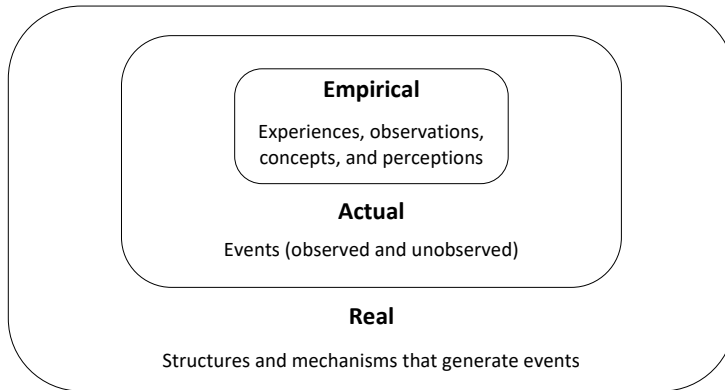 Empirical
Experiences, observations,
concepts, and perceptions
Actual
Events (observed and unobserved)
Real
Structures and mechanisms that generate events